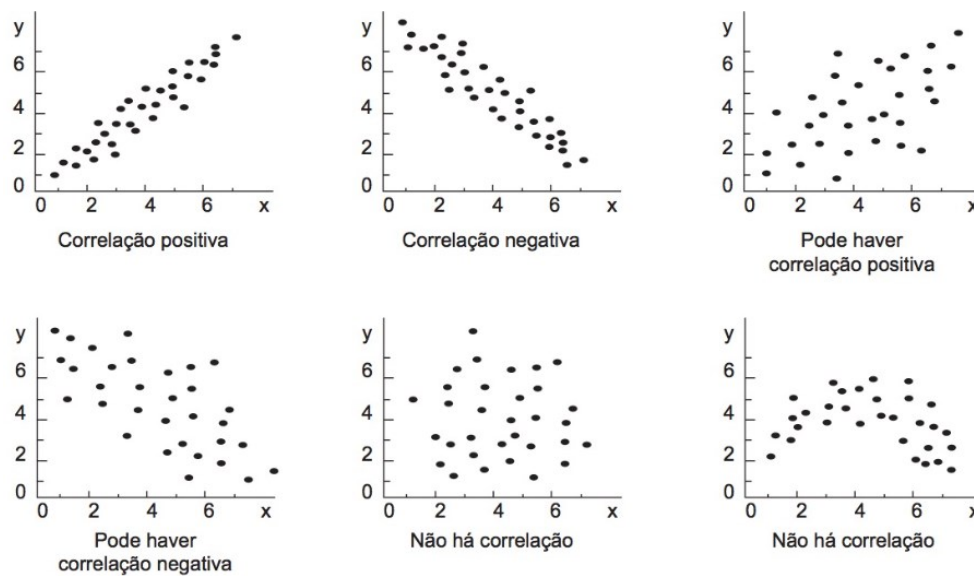 y
6
4
2
0
0 2 4 6 x
Correlação positiva
y
6
4
2
0
0 2 4 6 x
Correlação negativa
y
6
4
2
0
0 2 4 6 x
Pode haver
correlação positiva
y
6
4
2
0
0 2 4 6 x
Pode haver
correlação negativa
y
6
4
2
0
0 2 4 6 x
Não há correlação
y
6
4
2
0
0 2 4 6 x
Não há correlação